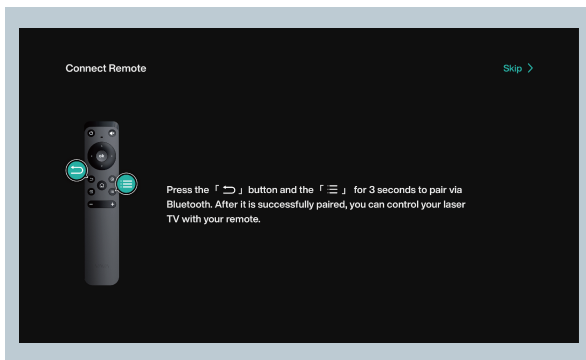 Connect Remote
Skip >
Press the「 ⮌ 」button and the「 ☰ 」 for 3 seconds to pair via
Bluetooth. After it is successfully paired, you can control your laser
TV with your remote.